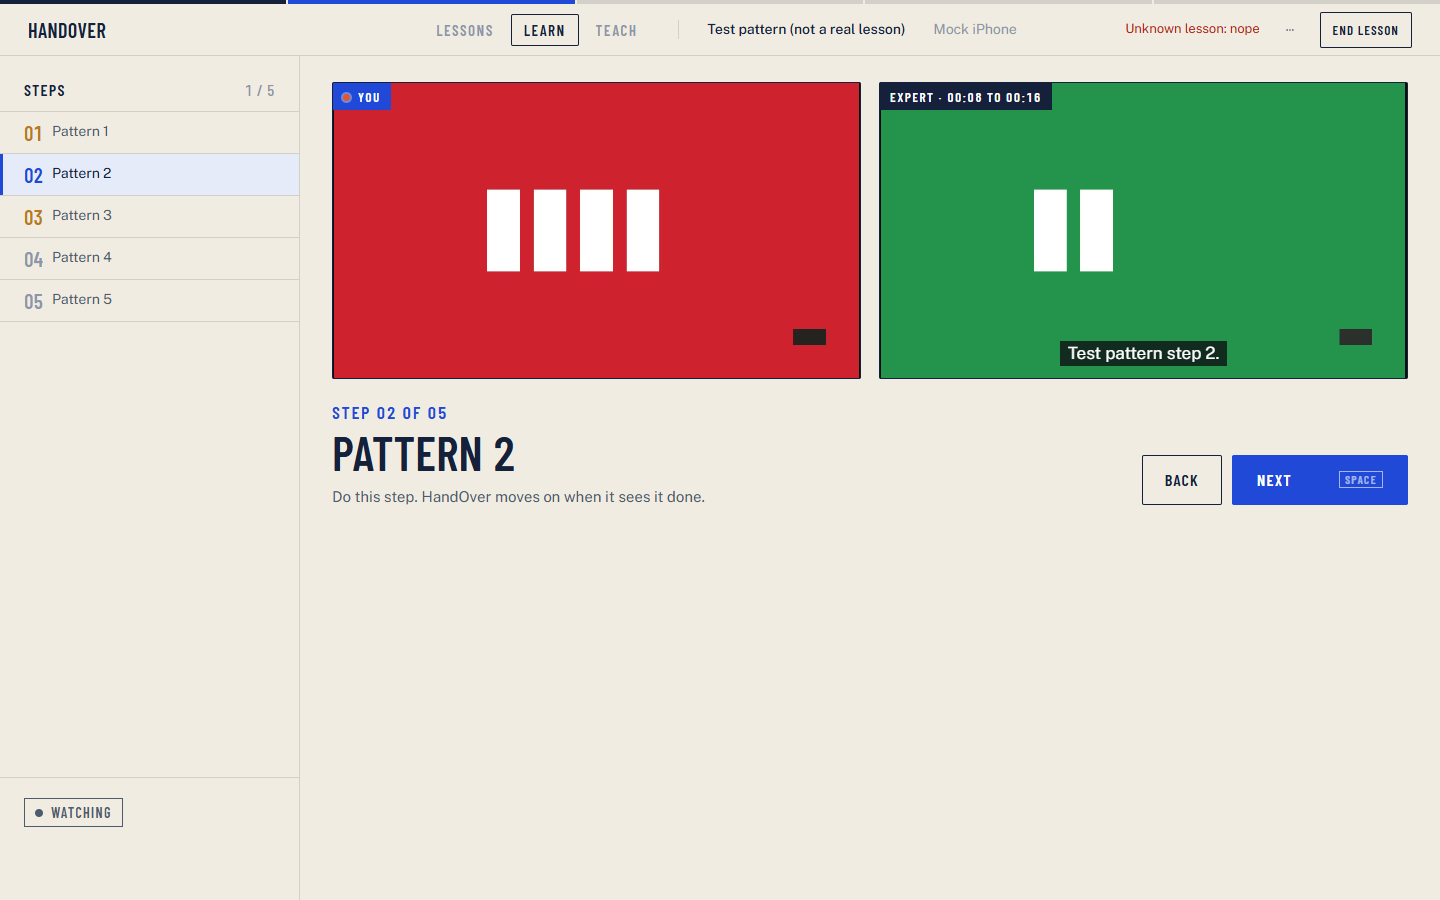 HANDOVER
LESSONS
LEARN
TEACH
Test pattern (not a real lesson)
Mock iPhone
Unknown lesson: nope
...
END LESSON
STEPS
1 / 5
01 Pattern 1
02 Pattern 2
03 Pattern 3
04 Pattern 4
05 Pattern 5
WATCHING
YOU
EXPERT · 00:08 TO 00:16
Test pattern step 2.
STEP 02 OF 05
PATTERN 2
Do this step. HandOver moves on when it sees it done.
BACK
NEXT
SPACE